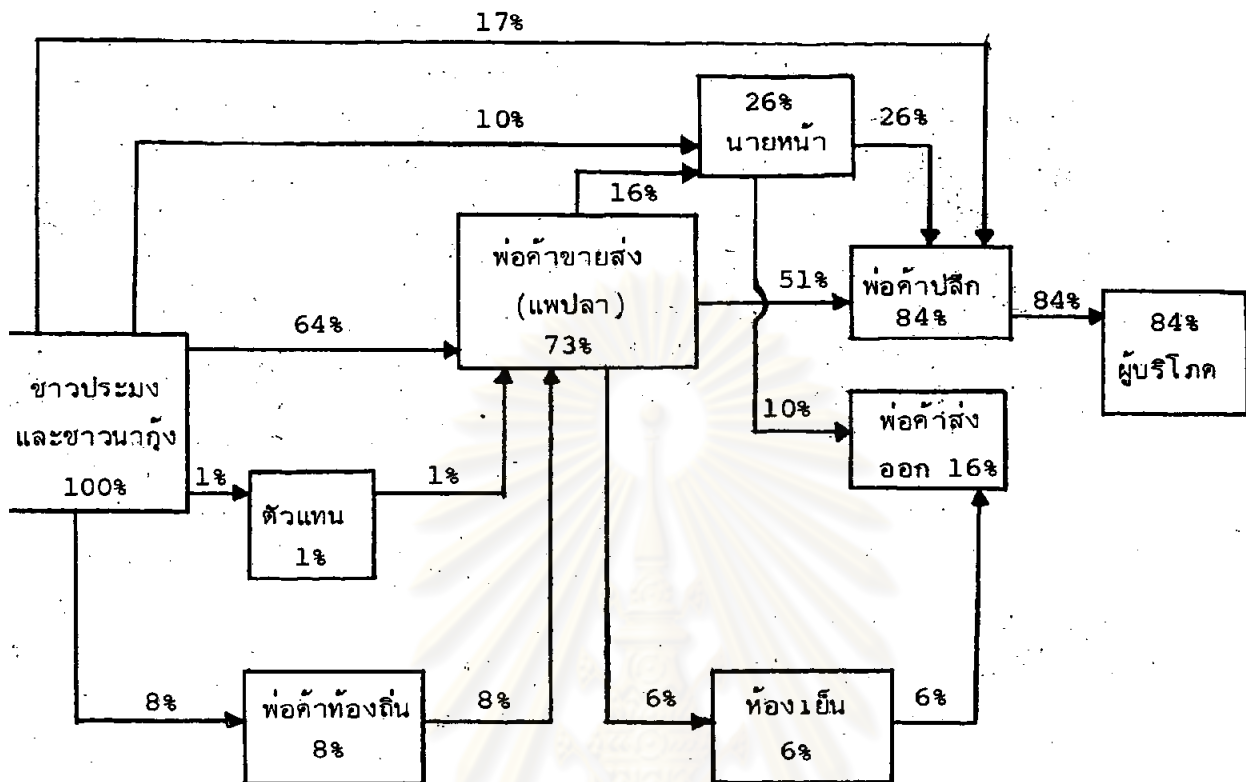 17%
26%
นายหน้า
10%
26%
16%
พ่อค้าขายส่ง
(แพปลา)
73%
51%
พ่อค้าปลีก
84%
84%
84%
ผู้บริโภค
64%
ชาวประมง
และชาวนากุ้ง
100%
10%
พ่อค้าส่ง
ออก 16%
1%
ตัวแทน
1%
1%
8%
พ่อค้าท้องถิ่น
8%
8%
6%
ห้องเย็น
6%
6%